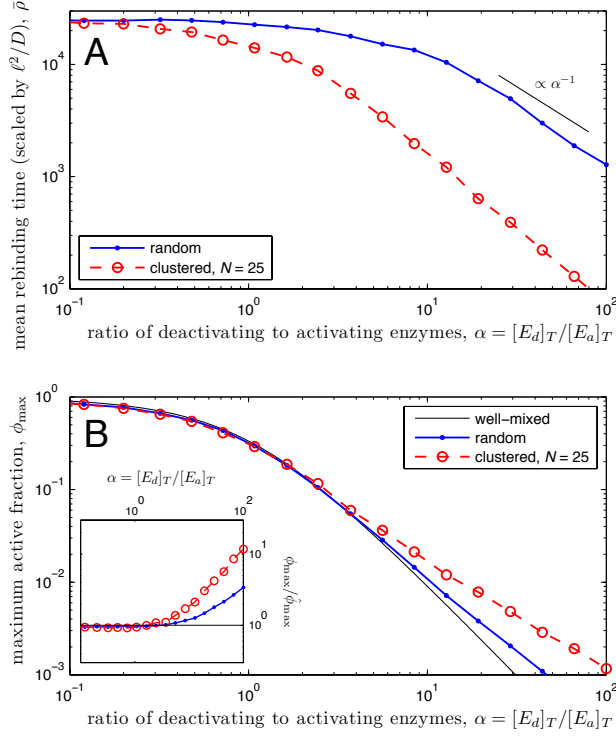 mean rebinding time (scaled by ℓ²/D), ρ̄
A
10⁴
10³
10²
∝ α⁻¹
random
clustered, N = 25
10⁻¹ 10⁰ 10¹ 10²
ratio of deactivating to activating enzymes, α = [E_d]_T/[E_a]_T
maximum active fraction, ϕ_max
B
10⁰
10⁻¹
10⁻²
10⁻³
well-mixed
random
clustered, N = 25
α = [E_d]_T/[E_a]_T
10⁰ 10²
10¹
10⁰
ϕ_max/ϕ̂_max
10⁻¹ 10⁰ 10¹ 10²
ratio of deactivating to activating enzymes, α = [E_d]_T/[E_a]_T